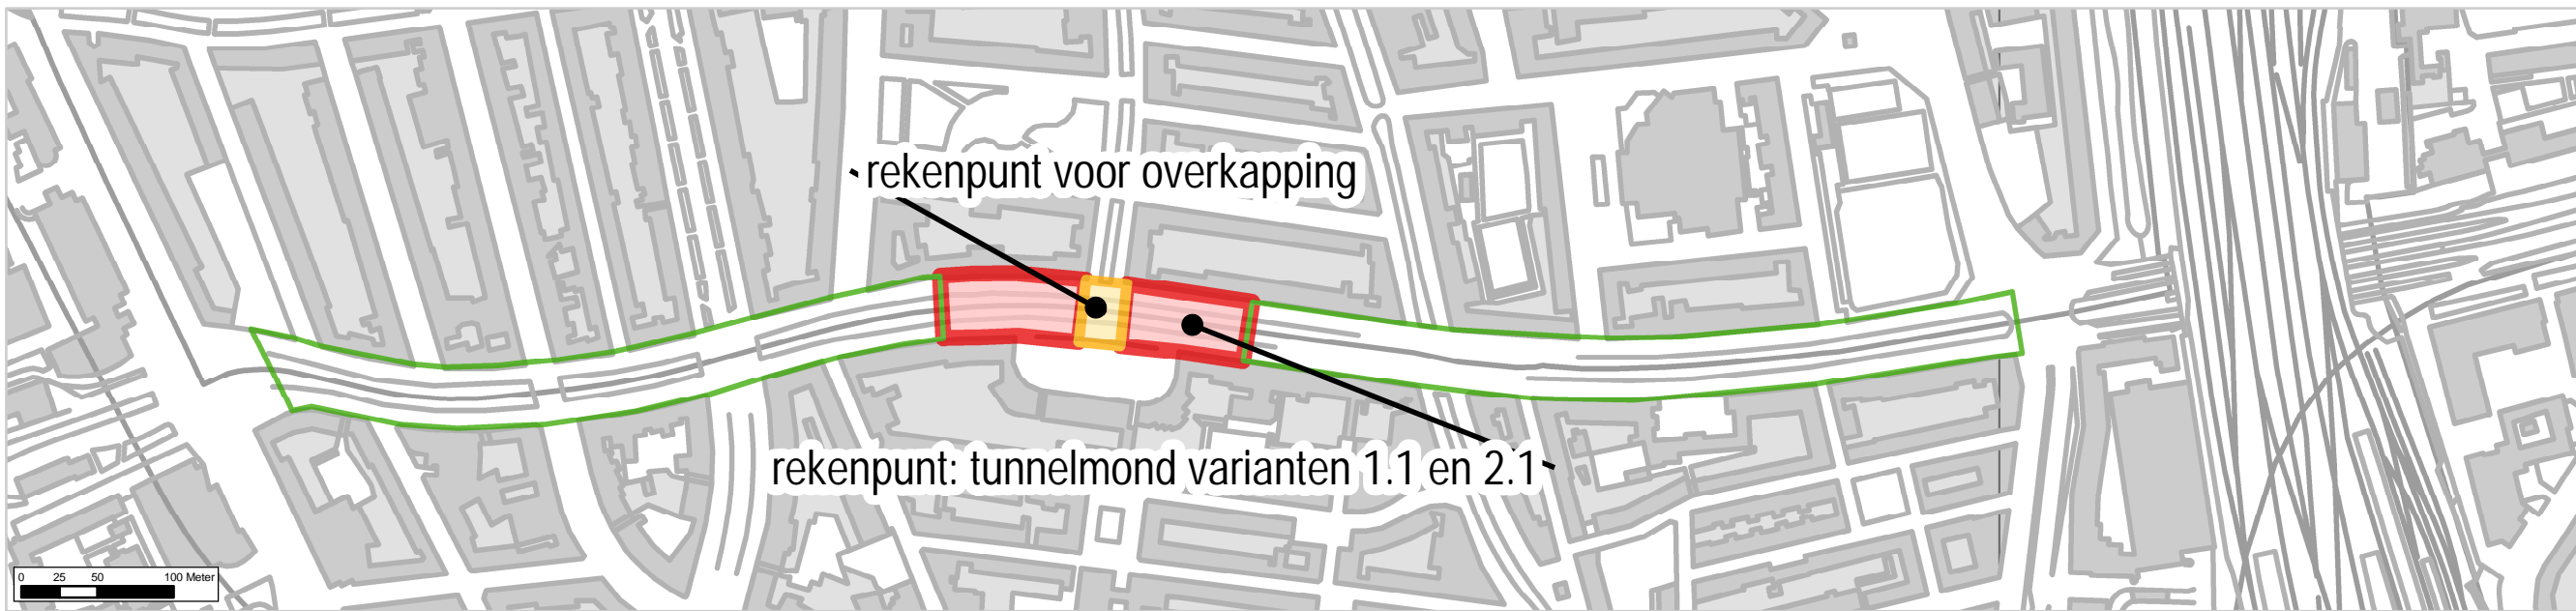 rekenpunt voor overkapping
rekenpunt: tunnelmond varianten 1.1 en 2.1
0 25 50 100 Meter